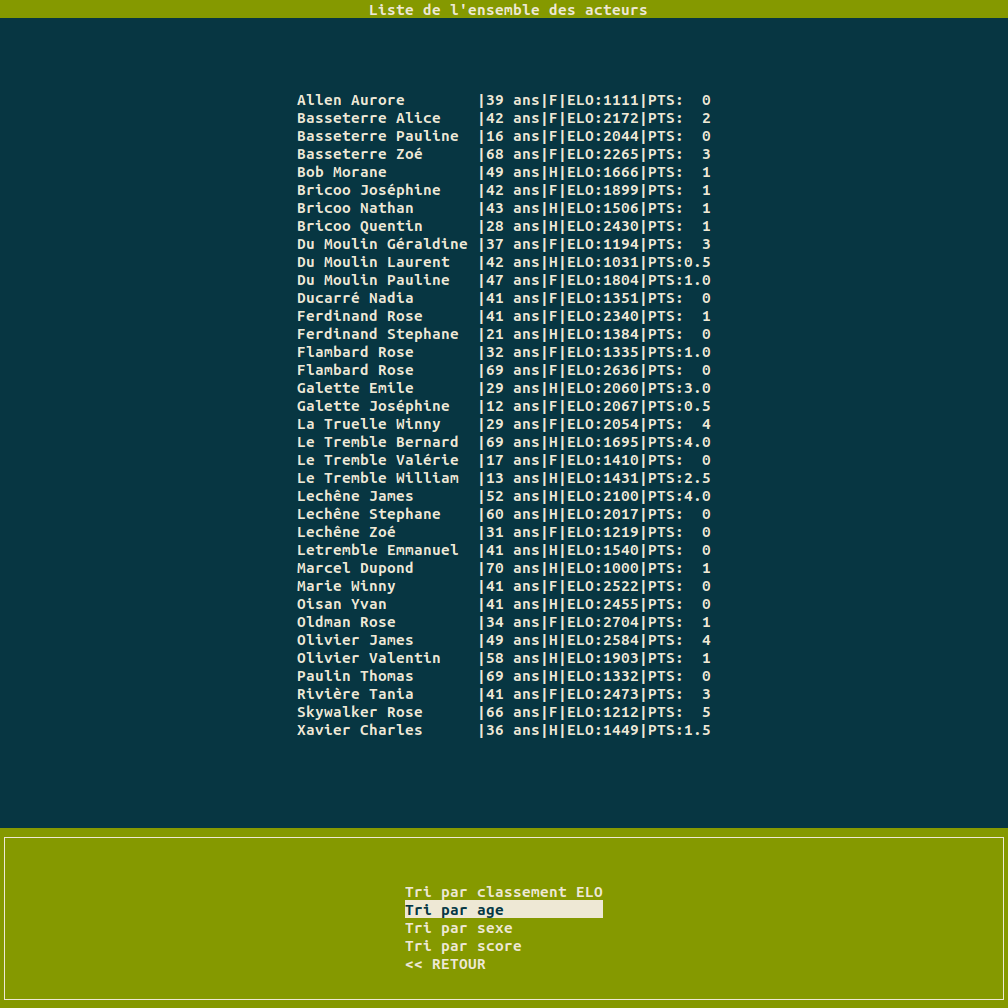 Liste de l'ensemble des acteurs
Allen Aurore        |39 ans|F|ELO:1111|PTS:  0
Basseterre Alice    |42 ans|F|ELO:2172|PTS:  2
Basseterre Pauline  |16 ans|F|ELO:2044|PTS:  0
Basseterre Zoé      |68 ans|F|ELO:2265|PTS:  3
Bob Morane          |49 ans|H|ELO:1666|PTS:  1
Bricoo Joséphine    |42 ans|F|ELO:1899|PTS:  1
Bricoo Nathan       |43 ans|H|ELO:1506|PTS:  1
Bricoo Quentin      |28 ans|H|ELO:2430|PTS:  1
Du Moulin Géraldine |37 ans|F|ELO:1194|PTS:  3
Du Moulin Laurent   |42 ans|H|ELO:1031|PTS:0.5
Du Moulin Pauline   |47 ans|F|ELO:1804|PTS:1.0
Ducarré Nadia       |41 ans|F|ELO:1351|PTS:  0
Ferdinand Rose      |41 ans|F|ELO:2340|PTS:  1
Ferdinand Stephane  |21 ans|H|ELO:1384|PTS:  0
Flambard Rose       |32 ans|F|ELO:1335|PTS:1.0
Flambard Rose       |69 ans|F|ELO:2636|PTS:  0
Galette Emile       |29 ans|H|ELO:2060|PTS:3.0
Galette Joséphine   |12 ans|F|ELO:2067|PTS:0.5
La Truelle Winny    |29 ans|F|ELO:2054|PTS:  4
Le Tremble Bernard  |69 ans|H|ELO:1695|PTS:4.0
Le Tremble Valérie  |17 ans|F|ELO:1410|PTS:  0
Le Tremble William  |13 ans|H|ELO:1431|PTS:2.5
Lechêne James       |52 ans|H|ELO:2100|PTS:4.0
Lechêne Stephane    |60 ans|H|ELO:2017|PTS:  0
Lechêne Zoé         |31 ans|F|ELO:1219|PTS:  0
Letremble Emmanuel  |41 ans|H|ELO:1540|PTS:  0
Marcel Dupond       |70 ans|H|ELO:1000|PTS:  1
Marie Winny         |41 ans|F|ELO:2522|PTS:  0
Oisan Yvan          |41 ans|H|ELO:2455|PTS:  0
Oldman Rose         |34 ans|F|ELO:2704|PTS:  1
Olivier James       |49 ans|H|ELO:2584|PTS:  4
Olivier Valentin    |58 ans|H|ELO:1903|PTS:  1
Paulin Thomas       |69 ans|H|ELO:1332|PTS:  0
Rivière Tania       |41 ans|F|ELO:2473|PTS:  3
Skywalker Rose      |66 ans|F|ELO:1212|PTS:  5
Xavier Charles      |36 ans|H|ELO:1449|PTS:1.5
Tri par classement ELO
Tri par age
Tri par sexe
Tri par score
<< RETOUR